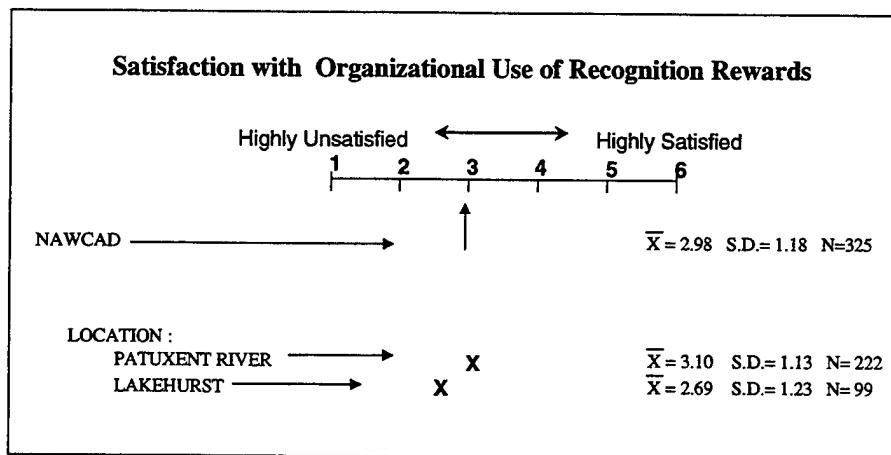 Satisfaction with Organizational Use of Recognition Rewards
Highly Unsatisfied Highly Satisfied
1 2 3 4 5 6
NAWCAD X̄ = 2.98 S.D.= 1.18 N=325
LOCATION :
PATUXENT RIVER X X̄ = 3.10 S.D.= 1.13 N= 222
LAKEHURST X X̄ = 2.69 S.D.= 1.23 N= 99